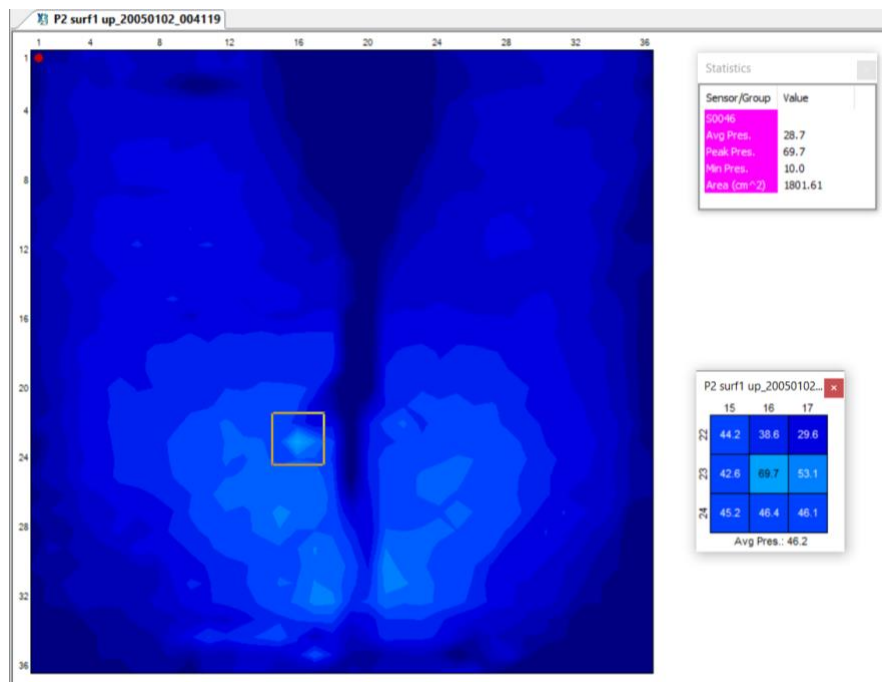 P2 surf1 up_20050102_004119
1 4 8 12 16 20 24 28 32 36
1
4
8
12
16
20
24
28
32
36
Statistics
Sensor/Group Value
S0046
Avg Pres. 28.7
Peak Pres. 69.7
Min Pres. 10.0
Area (cm^2) 1801.61
P2 surf1 up_20050102... x
15 16 17
22 44.2 38.6 29.6
23 42.6 69.7 53.1
24 45.2 46.4 46.1
Avg Pres.: 46.2